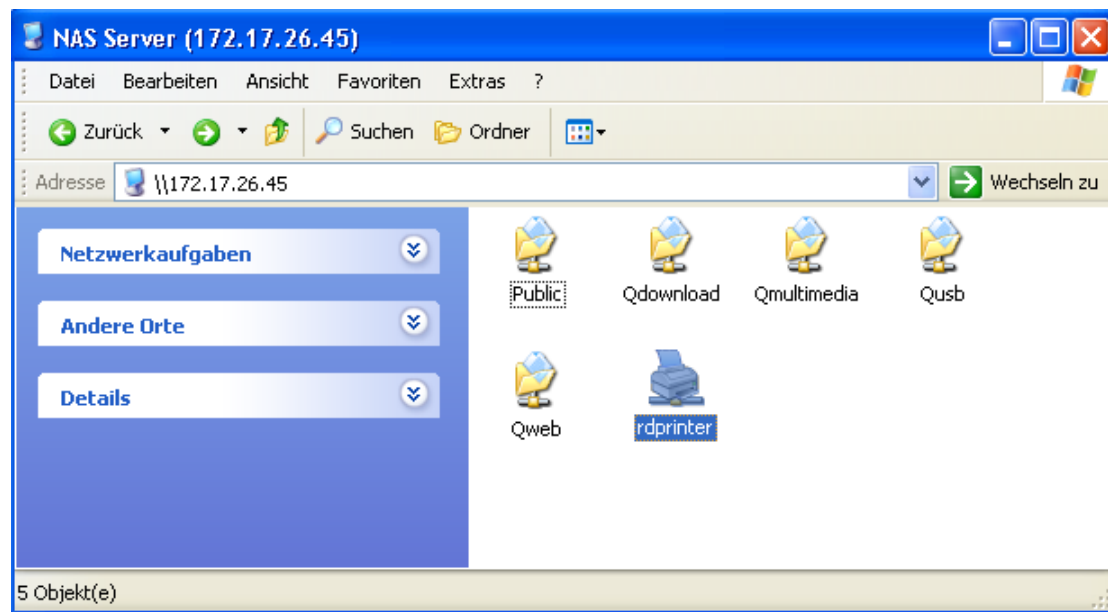 NAS Server (172.17.26.45)
Datei Bearbeiten Ansicht Favoriten Extras ?
Zurück Suchen Ordner
Adresse \\172.17.26.45 Wechseln zu
Netzwerkaufgaben
Andere Orte
Details
Public Qdownload Qmultimedia Qusb
Qweb rdprinter
5 Objekt(e)